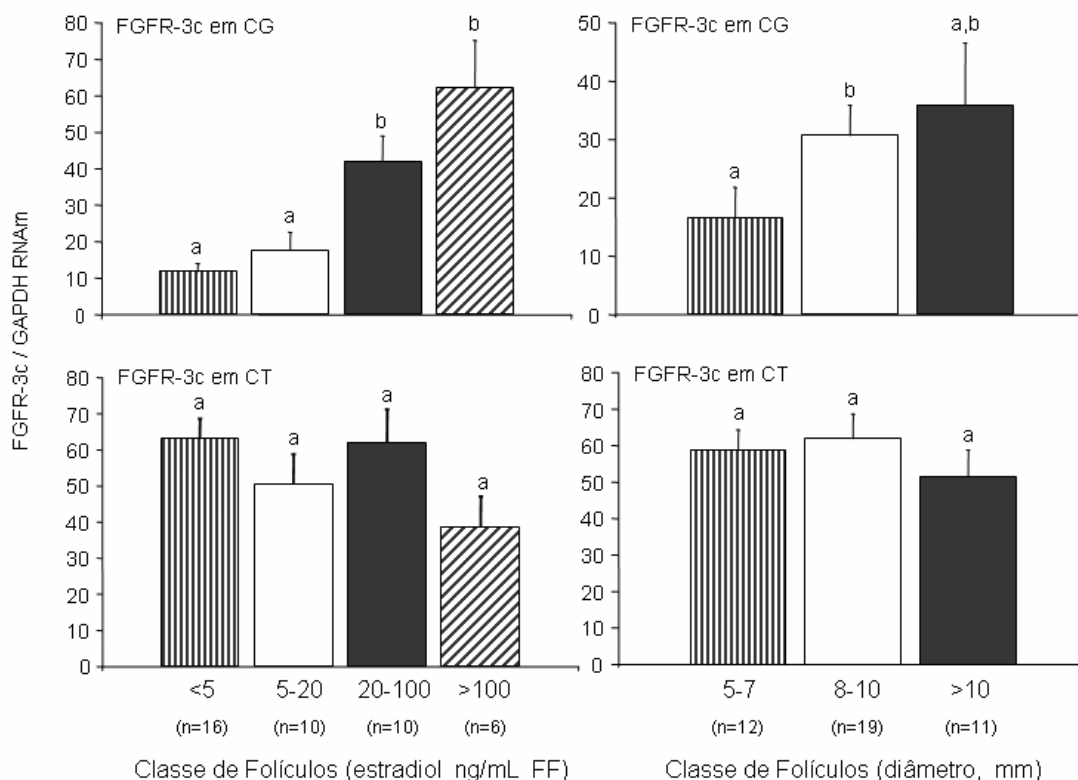 FGFR-3c / GAPDH RNAm
FGFR-3c em CG
80
70
60
50
40
30
20
10
0
a
a
b
b
FGFR-3c em CG
50
40
30
20
10
0
a
b
a,b
FGFR-3c em CT
80
70
60
50
40
30
20
10
0
a
a
a
a
<5 5-20 20-100 >100
(n=16) (n=10) (n=10) (n=6)
Classe de Folículos (estradiol ng/mL FF)
FGFR-3c em CT
80
70
60
50
40
30
20
10
0
a
a
a
5-7 8-10 >10
(n=12) (n=19) (n=11)
Classe de Folículos (diâmetro, mm)